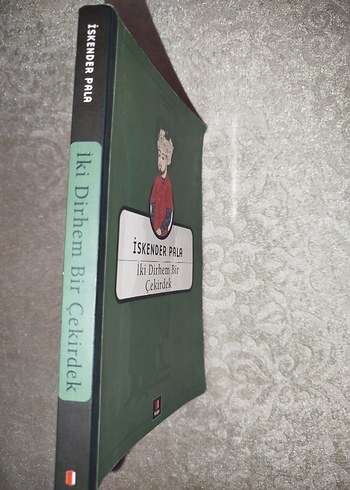 İSKENDER PALA
İki Dirhem Bir Çekirdek
İSKENDER PALA
İki Dirhem Bir
Çekirdek